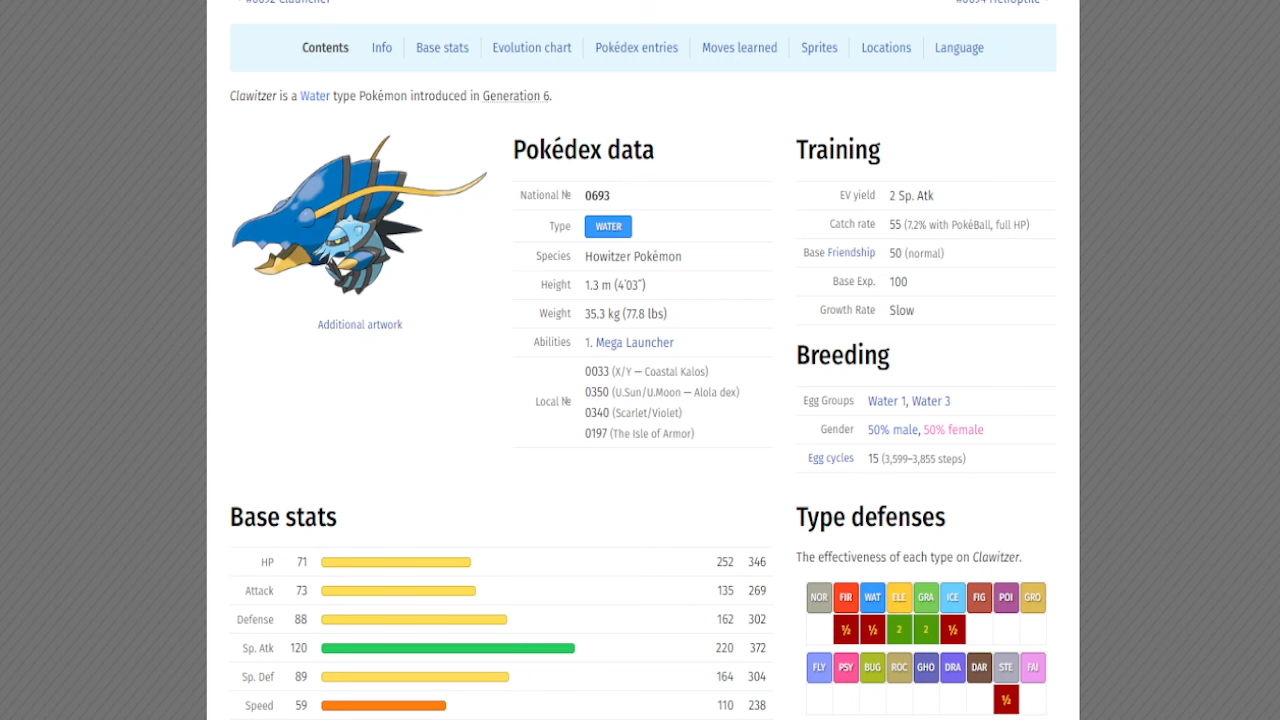 Contents Info Base stats Evolution chart Pokédex entries Moves learned Sprites Locations Language
Clawitzer is a Water type Pokémon introduced in Generation 6.
Additional artwork
Pokédex data
National № 0693
Type WATER
Species Howitzer Pokémon
Height 1.3 m (4′03″)
Weight 35.3 kg (77.8 lbs)
Abilities 1. Mega Launcher
Local № 0033 (X/Y — Coastal Kalos)
0350 (U.Sun/U.Moon — Alola dex)
0340 (Scarlet/Violet)
0197 (The Isle of Armor)
Training
EV yield 2 Sp. Atk
Catch rate 55 (7.2% with PokéBall, full HP)
Base Friendship 50 (normal)
Base Exp. 100
Growth Rate Slow
Breeding
Egg Groups Water 1, Water 3
Gender 50% male, 50% female
Egg cycles 15 (3,599–3,855 steps)
Base stats
HP 71 252 346
Attack 73 135 269
Defense 88 162 302
Sp. Atk 120 220 372
Sp. Def 89 164 304
Speed 59 110 238
Type defenses
The effectiveness of each type on Clawitzer.
NOR FIR WAT ELE GRA ICE FIG POI GRO
½ ½ 2 2 ½
FLY PSY BUG ROC GHO DRA DAR STE FAI
½